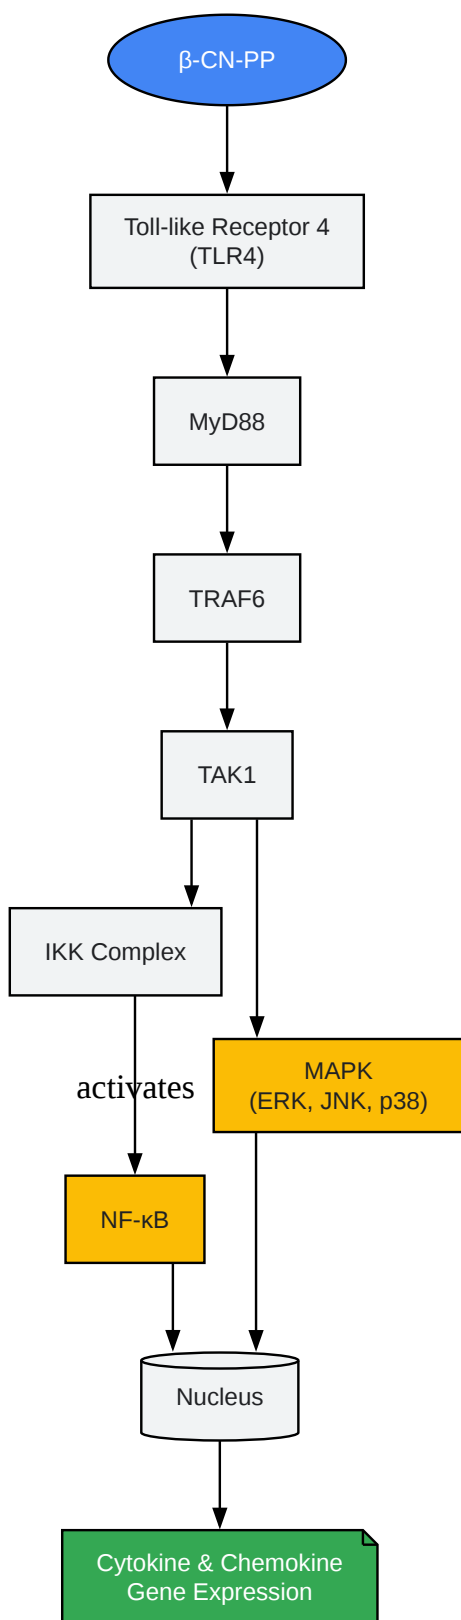 β-CN-PP
Toll-like Receptor 4
(TLR4)
MyD88
TRAF6
TAK1
IKK Complex
MAPK
(ERK, JNK, p38)
activates
NF-κB
Nucleus
Cytokine & Chemokine
Gene Expression